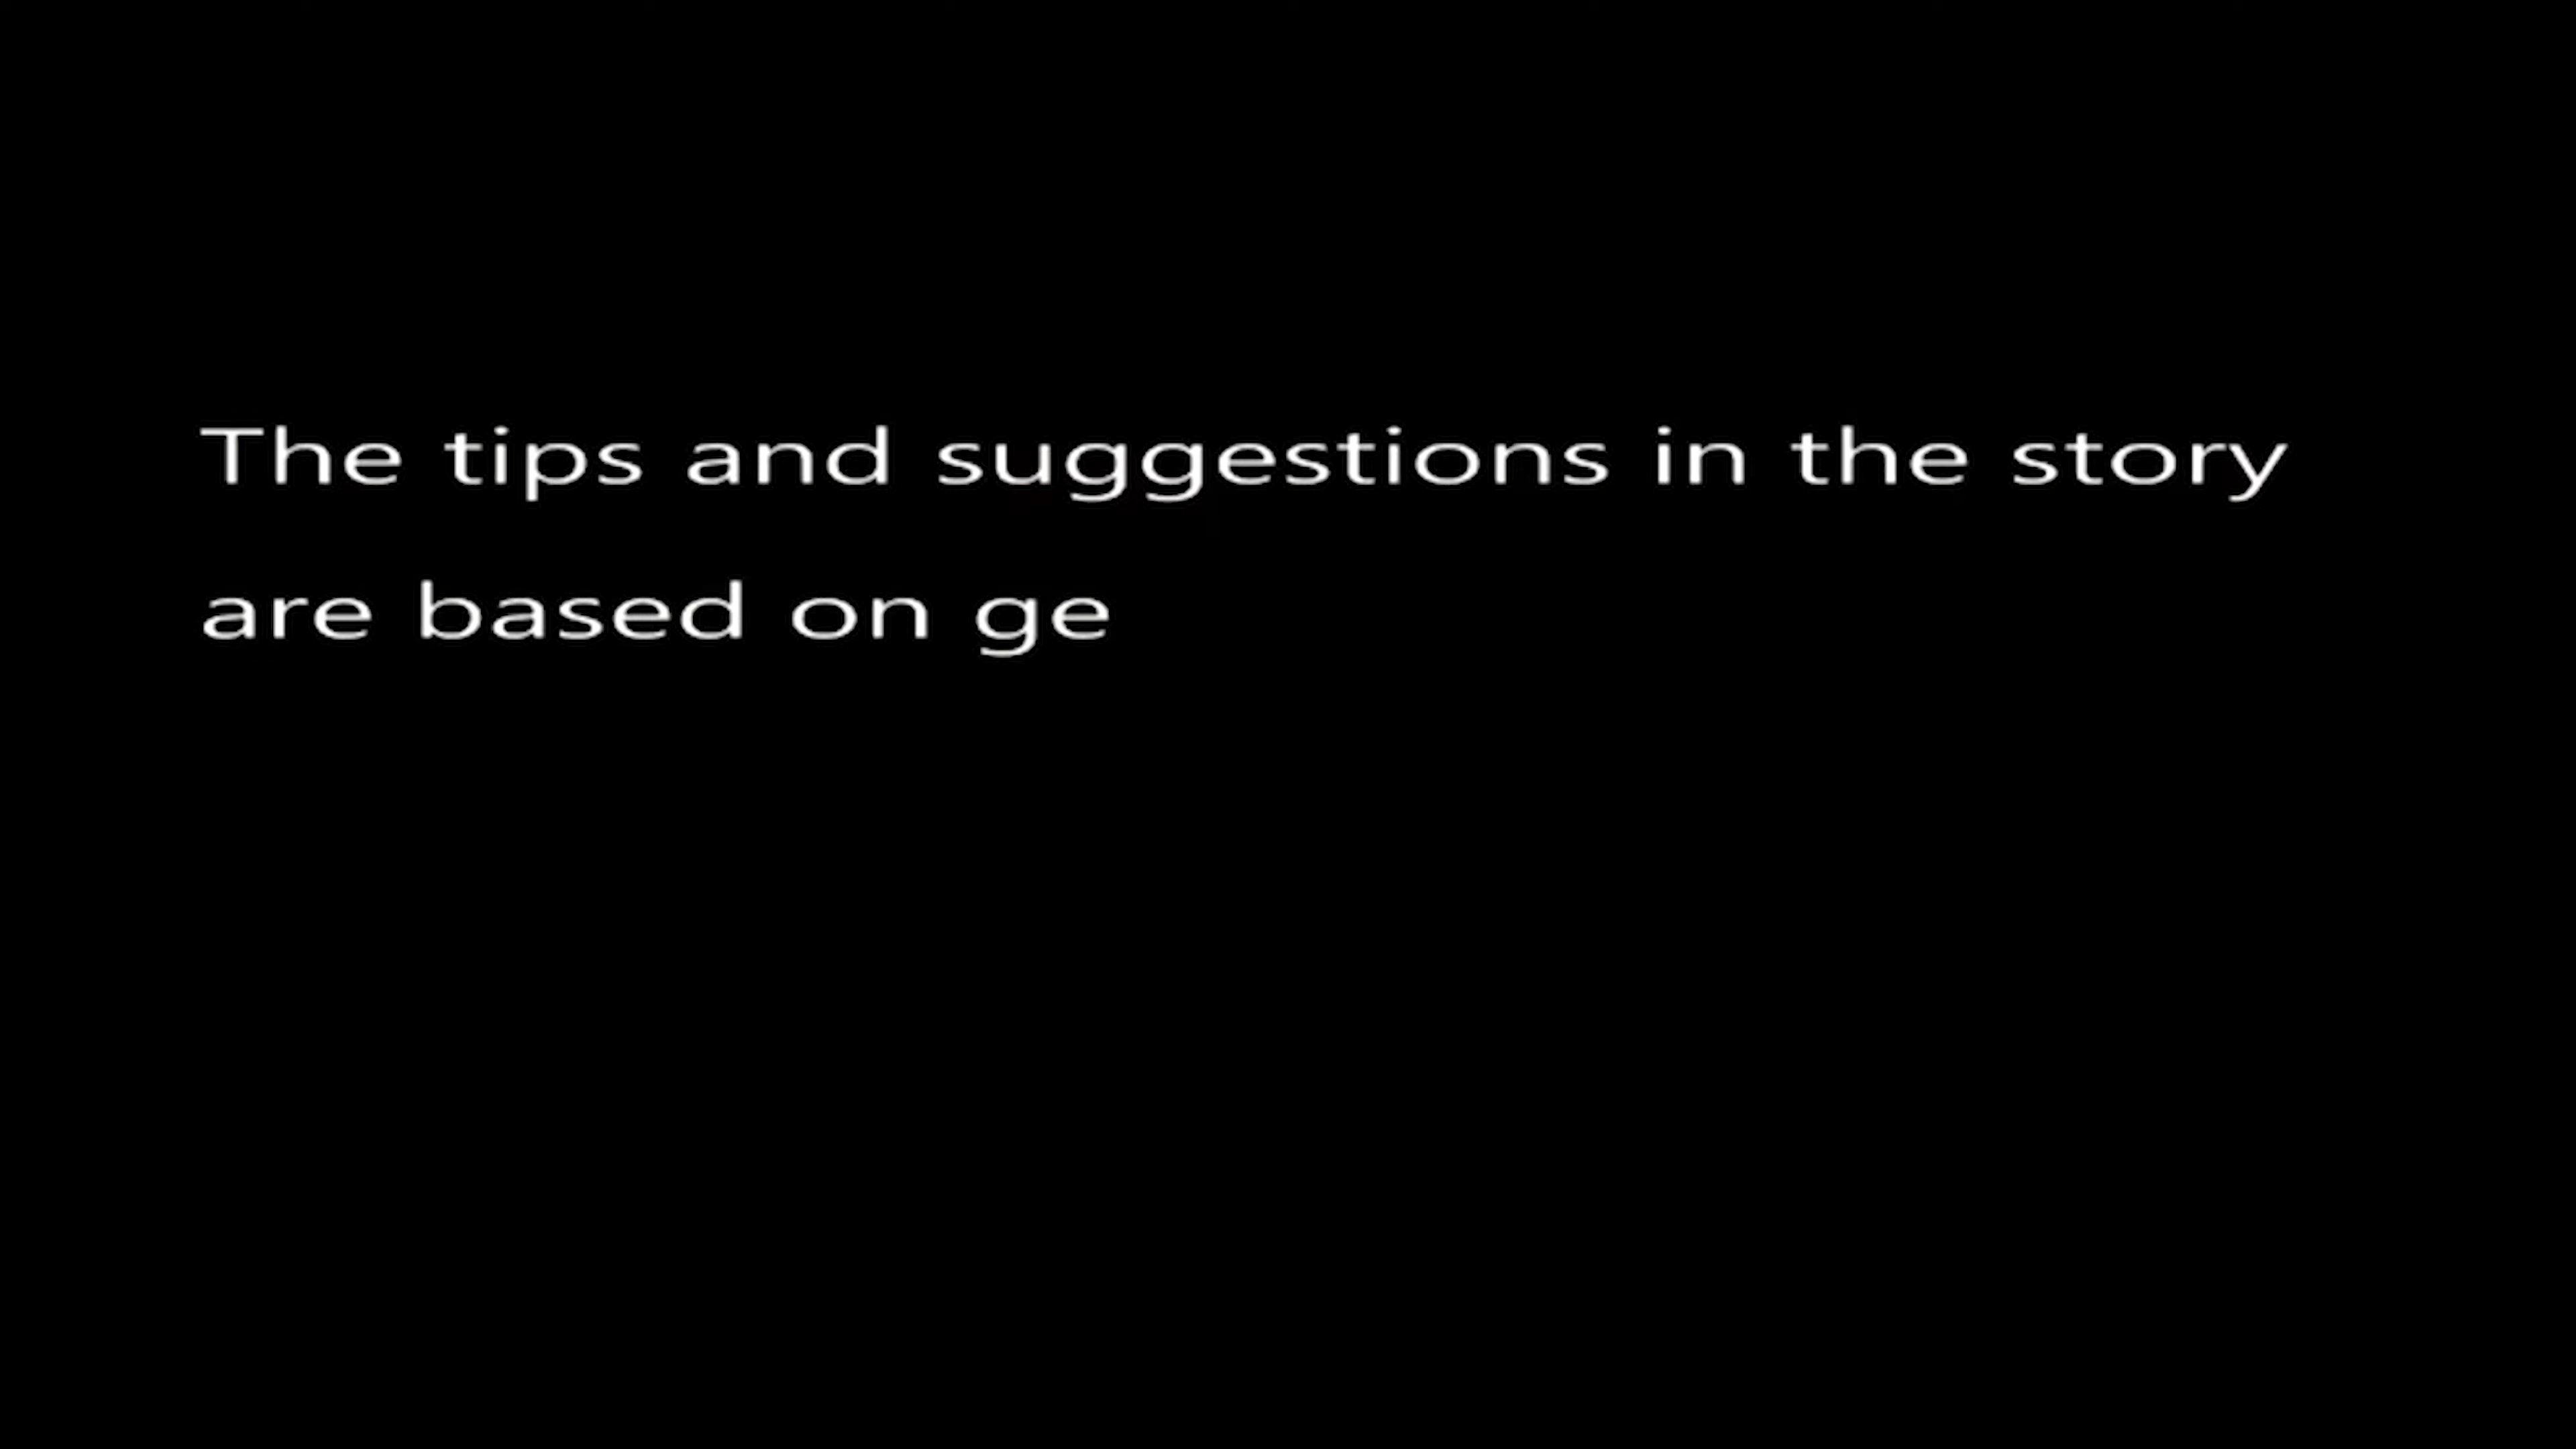 The tips and suggestions in the story
are based on ge